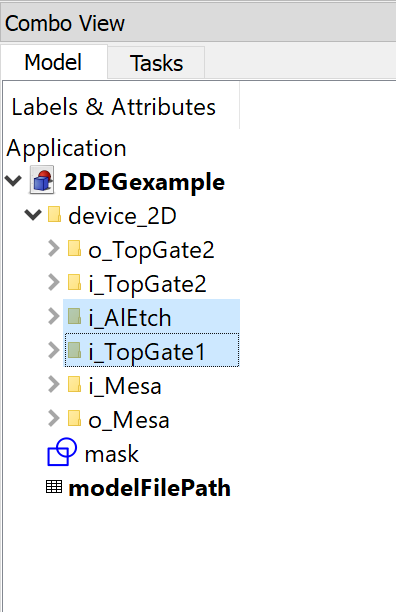 Combo View
Model Tasks
Labels & Attributes
Application
2DEGexample
device_2D
o_TopGate2
i_TopGate2
i_AlEtch
i_TopGate1
i_Mesa
o_Mesa
mask
modelFilePath